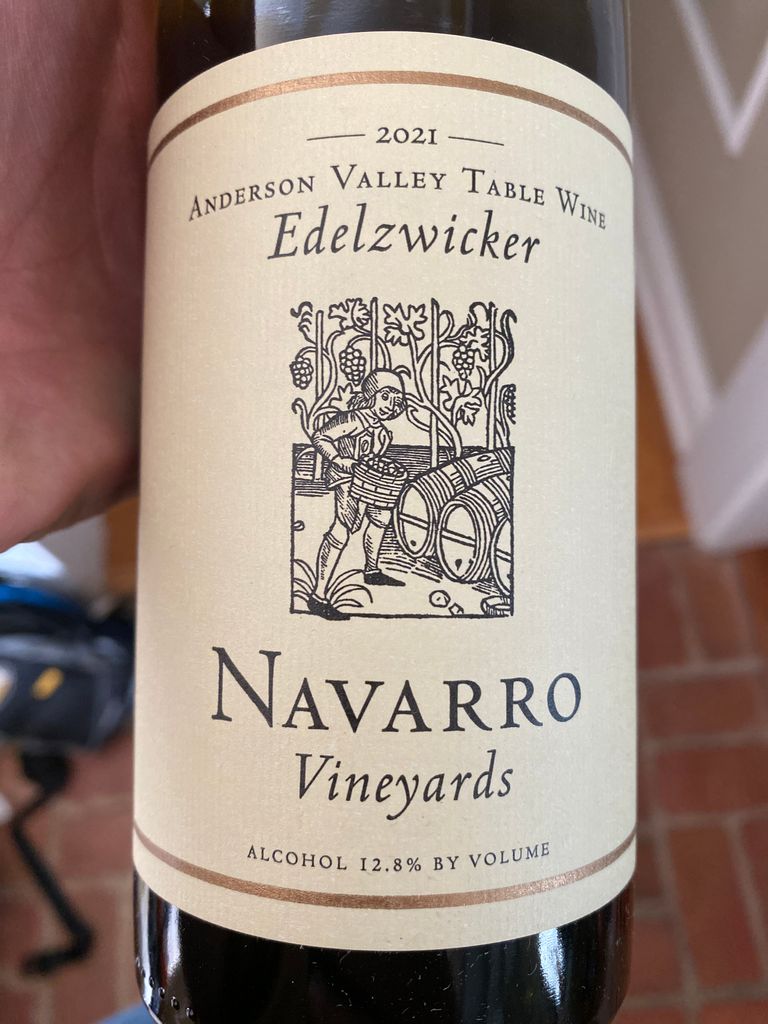 2021
Anderson Valley Table Wine
Edelzwicker
Navarro
Vineyards
ALCOHOL 12.8% BY VOLUME